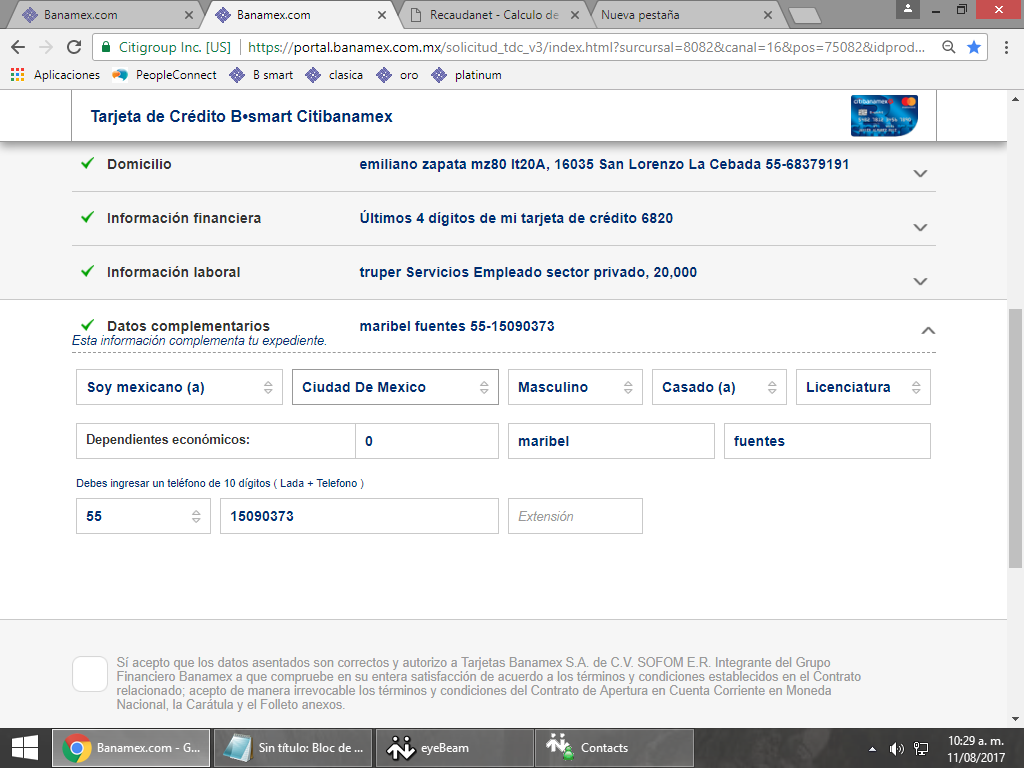 Banamex.com
Banamex.com
Recaudanet - Calculo de
Nueva pestaña
Citigroup Inc. [US]
https://portal.banamex.com.mx/solicitud_tdc_v3/index.html?sursursal=8082&canal=16&pos=75082&idprod...
Aplicaciones
PeopleConnect
B smart
clasica
oro
platinum
Tarjeta de Crédito B•smart Citibanamex
citibanamex
Domicilio
emiliano zapata mz80 lt20A, 16035 San Lorenzo La Cebada 55-68379191
Información financiera
Últimos 4 dígitos de mi tarjeta de crédito 6820
Información laboral
truper Servicios Empleado sector privado, 20,000
Datos complementarios
maribel fuentes 55-15090373
Esta información complementa tu expediente.
Soy mexicano (a)
Ciudad De Mexico
Masculino
Casado (a)
Licenciatura
Dependientes económicos:
0
maribel
fuentes
Debes ingresar un teléfono de 10 dígitos ( Lada + Telefono )
55
15090373
Extensión
Sí acepto que los datos asentados son correctos y autorizo a Tarjetas Banamex S.A. de C.V. SOFOM E.R. Integrante del Grupo
Financiero Banamex a que compruebe en su entera satisfacción de acuerdo a los términos y condiciones establecidos en el Contrato
relacionado; acepto de manera irrevocable los términos y condiciones del Contrato de Apertura en Cuenta Corriente en Moneda
Nacional, la Carátula y el Folleto anexos.
Banamex.com - G...
Sin título: Bloc de ...
eyeBeam
Contacts
10:29 a. m.
11/08/2017